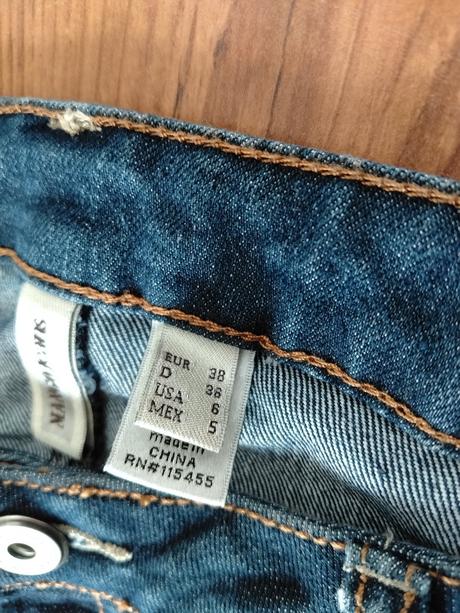 EUR 38
D 36
USA 6
MEX 5
made in
CHINA
RN#115455